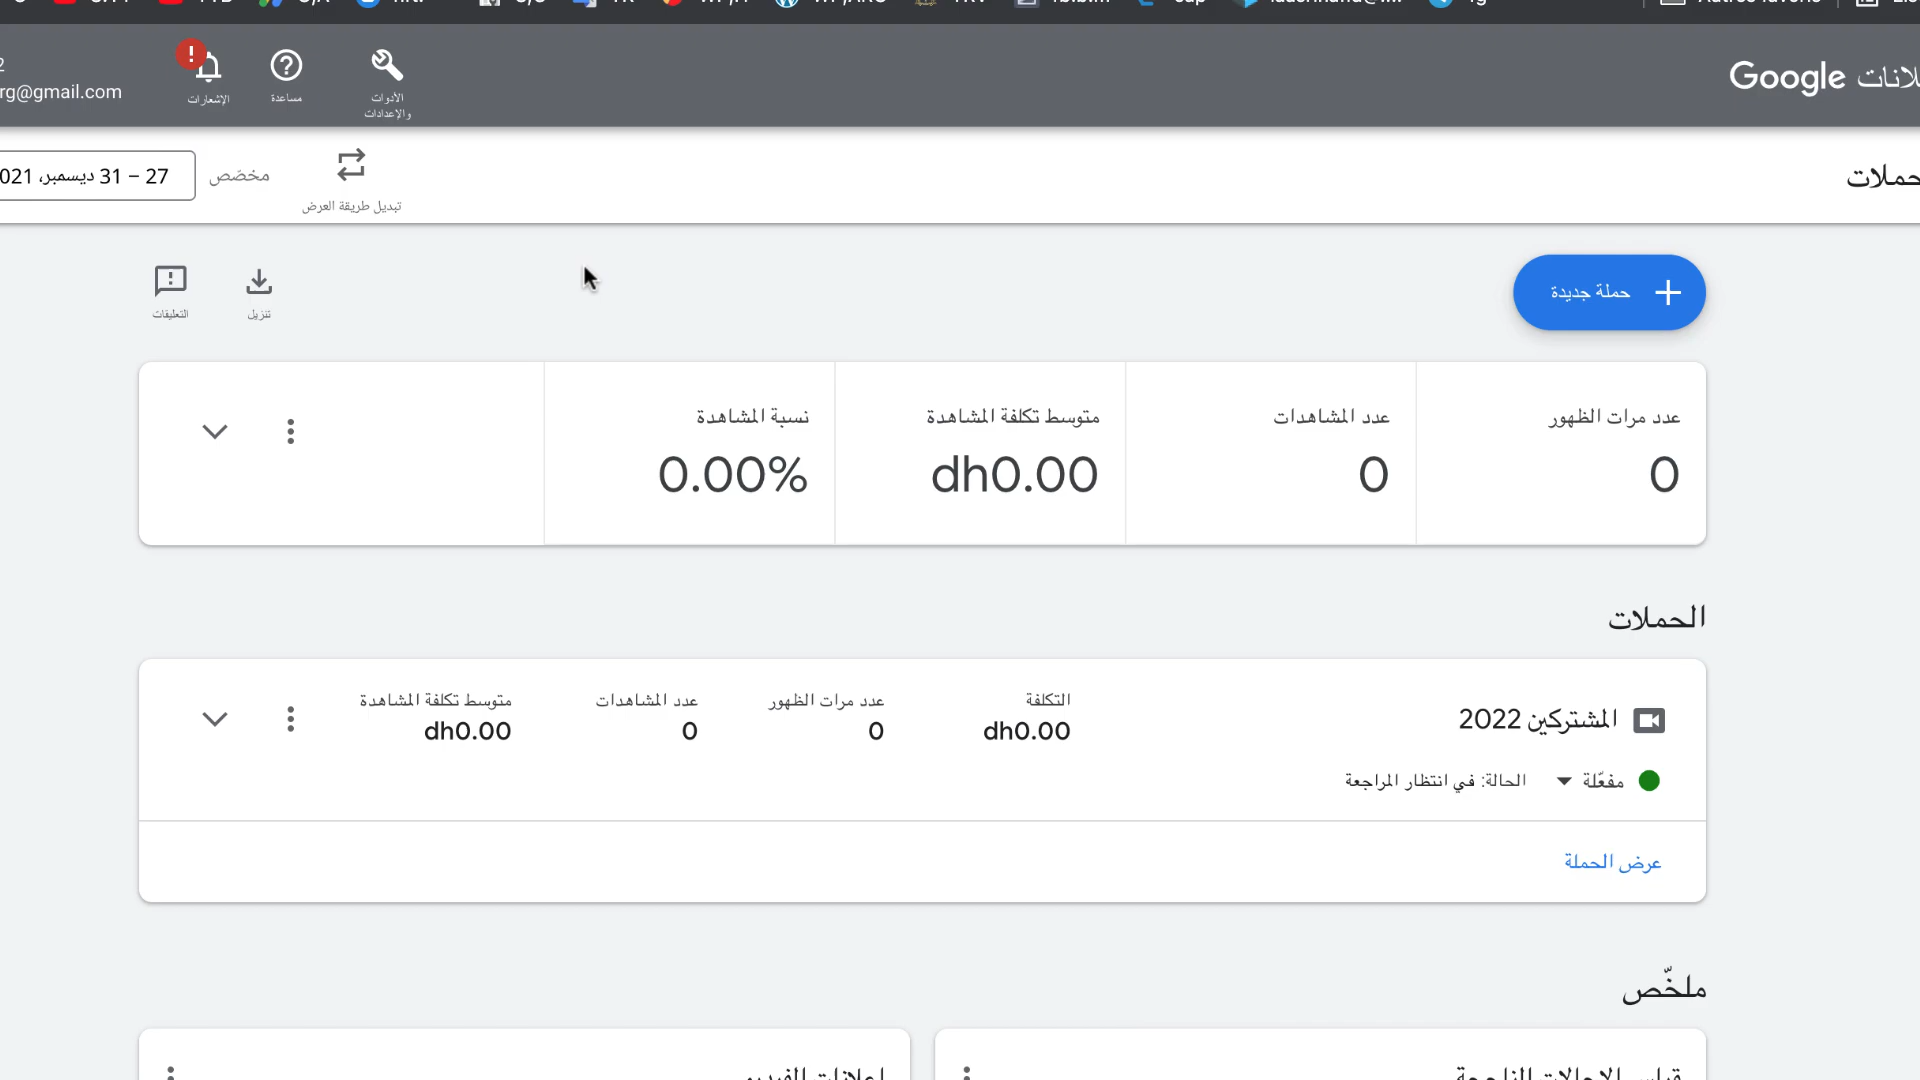 Google
rg@gmail.com
الإشعارات
مساعدة
الأدوات
والإعدادات
27 – 31 ديسمبر، 021
مخصّص
تبديل طريقة العرض
التعليقات
تنزيل
حملة جديدة
عدد مرات الظهور
0
عدد المشاهدات
0
متوسط تكلفة المشاهدة
dh0.00
نسبة المشاهدة
0.00%
الحملات
المشتركين 2022
مفعّلة
الحالة: في انتظار المراجعة
التكلفة
dh0.00
عدد مرات الظهور
0
عدد المشاهدات
0
متوسط تكلفة المشاهدة
dh0.00
عرض الحملة
ملخّص